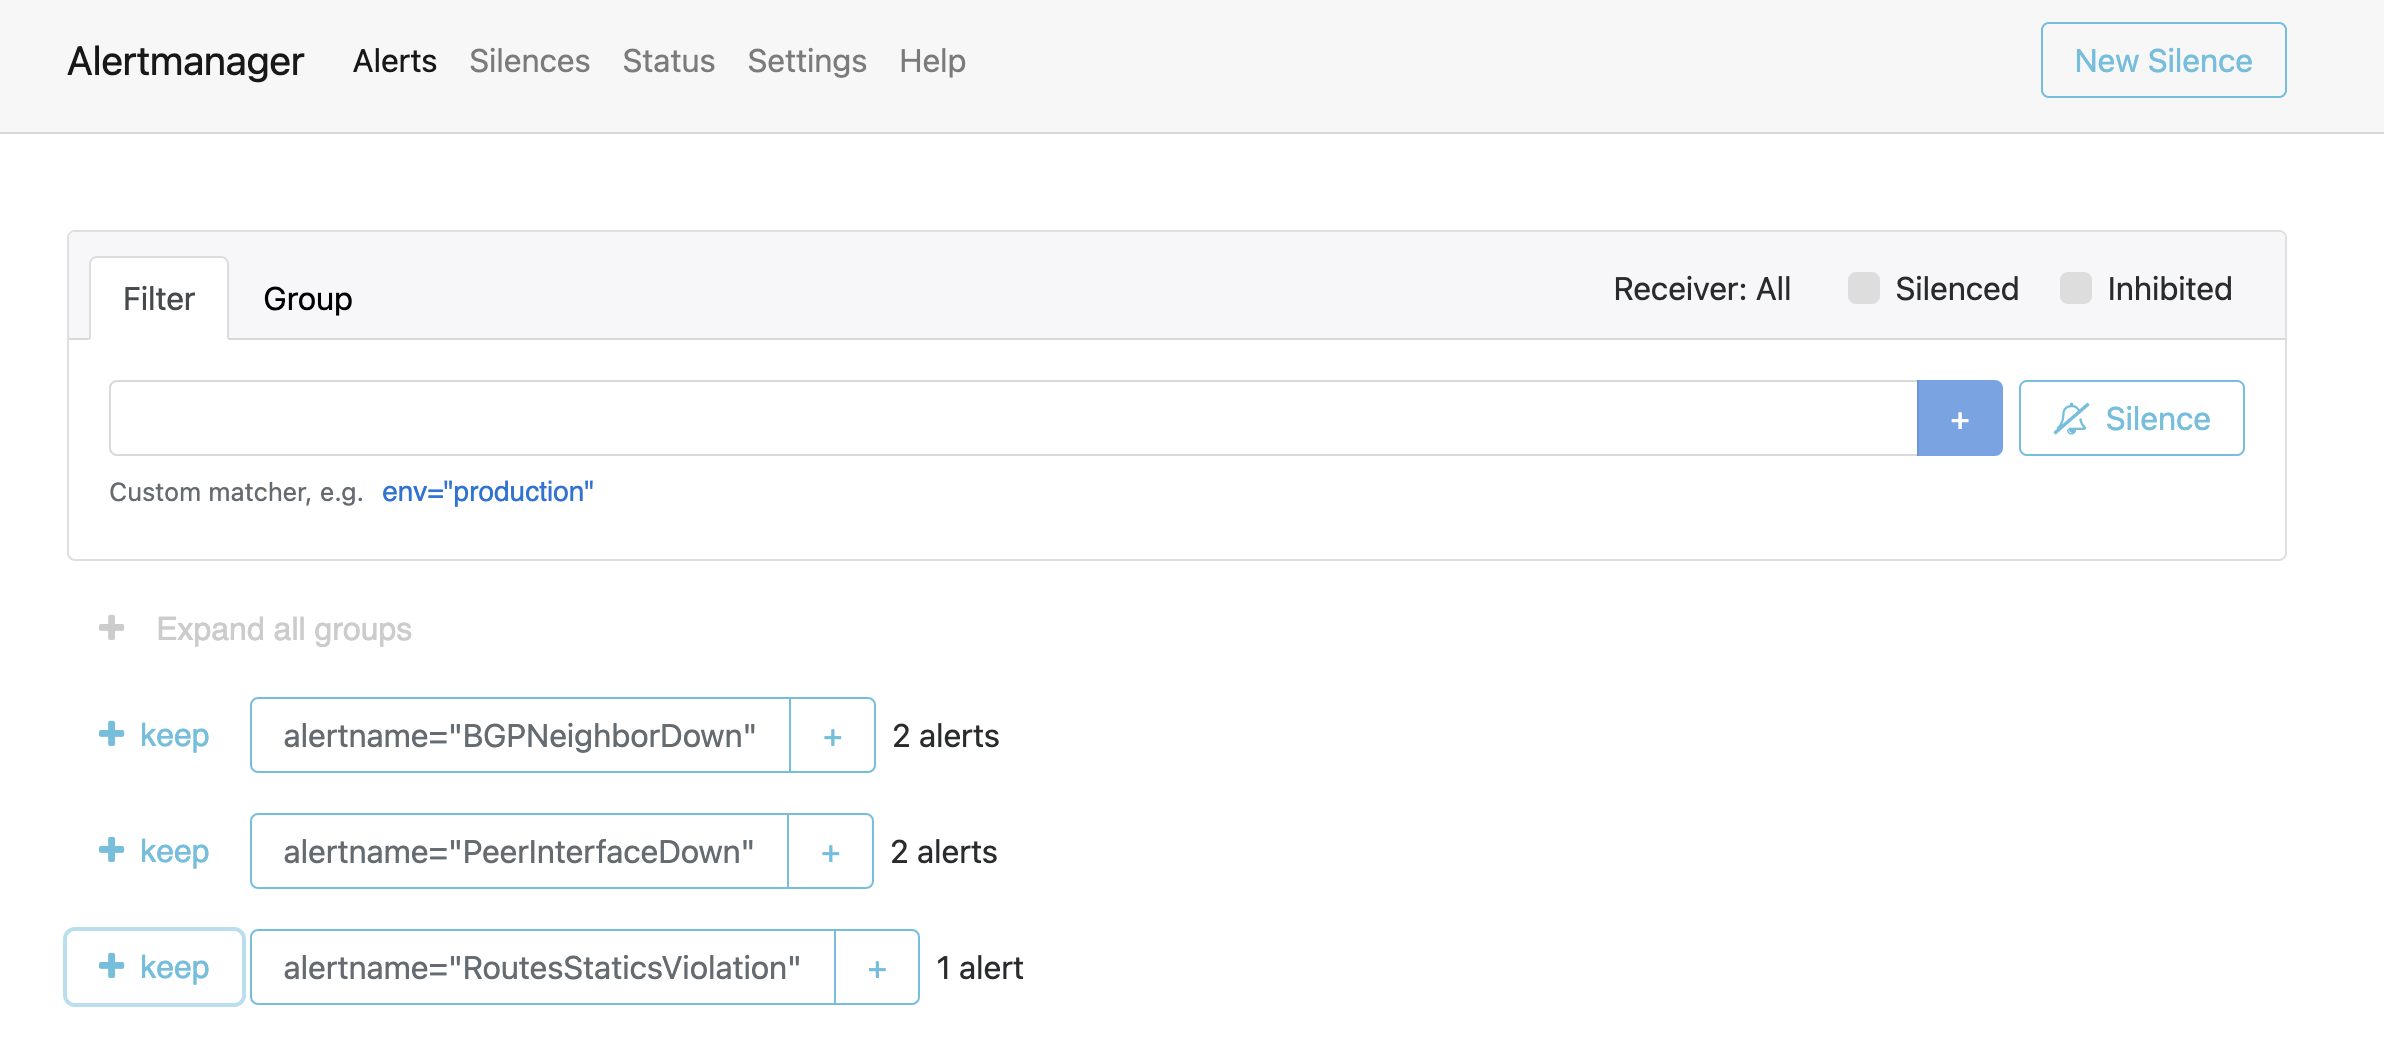 Alertmanager Alerts Silences Status Settings Help New Silence
Filter Group Receiver: All Silenced Inhibited
+ Silence
Custom matcher, e.g. env="production"
+ Expand all groups
+ keep alertname="BGPNeighborDown" + 2 alerts
+ keep alertname="PeerInterfaceDown" + 2 alerts
+ keep alertname="RoutesStaticsViolation" + 1 alert